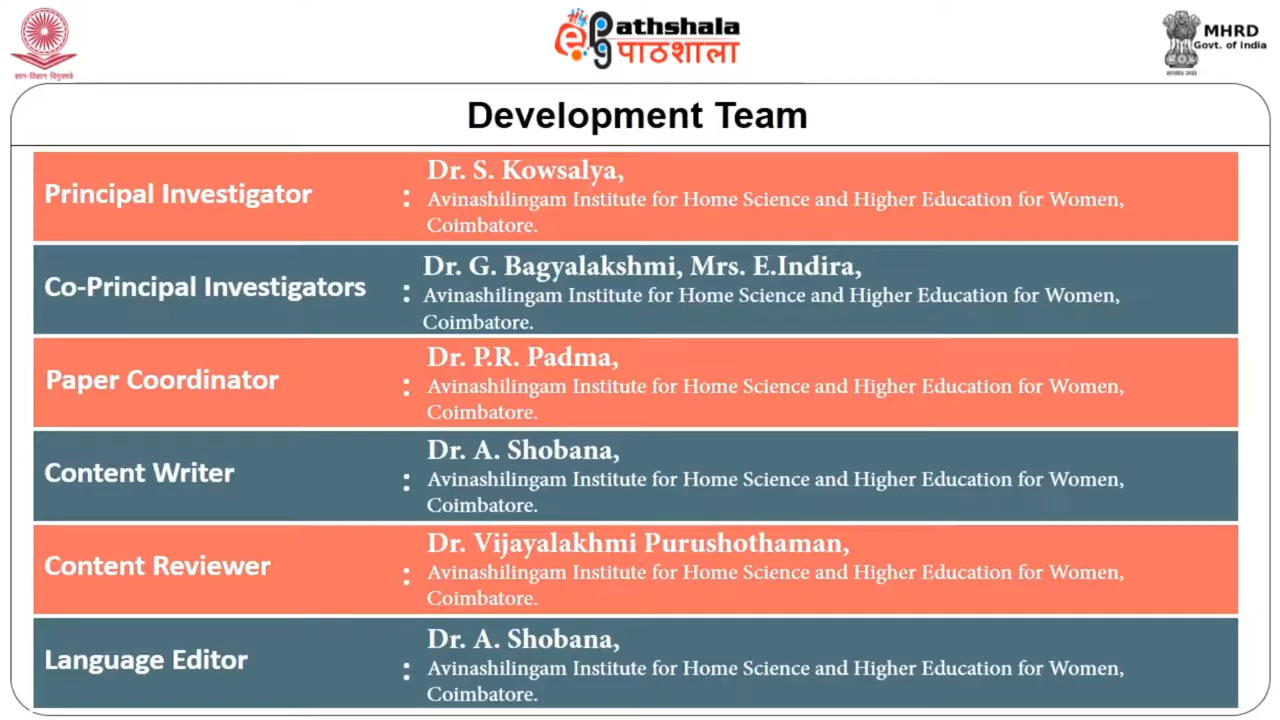 ज्ञान-विज्ञान विमुक्तये
ePathshala
पाठशाला
MHRD
Govt. of India
सत्यमेव जयते
Development Team
Principal Investigator
:
Dr. S. Kowsalya,
Avinashilingam Institute for Home Science and Higher Education for Women,
Coimbatore.
Co-Principal Investigators
:
Dr. G. Bagyalakshmi, Mrs. E.Indira,
Avinashilingam Institute for Home Science and Higher Education for Women,
Coimbatore.
Paper Coordinator
:
Dr. P.R. Padma,
Avinashilingam Institute for Home Science and Higher Education for Women,
Coimbatore.
Content Writer
:
Dr. A. Shobana,
Avinashilingam Institute for Home Science and Higher Education for Women,
Coimbatore.
Content Reviewer
:
Dr. Vijayalakhmi Purushothaman,
Avinashilingam Institute for Home Science and Higher Education for Women,
Coimbatore.
Language Editor
:
Dr. A. Shobana,
Avinashilingam Institute for Home Science and Higher Education for Women,
Coimbatore.